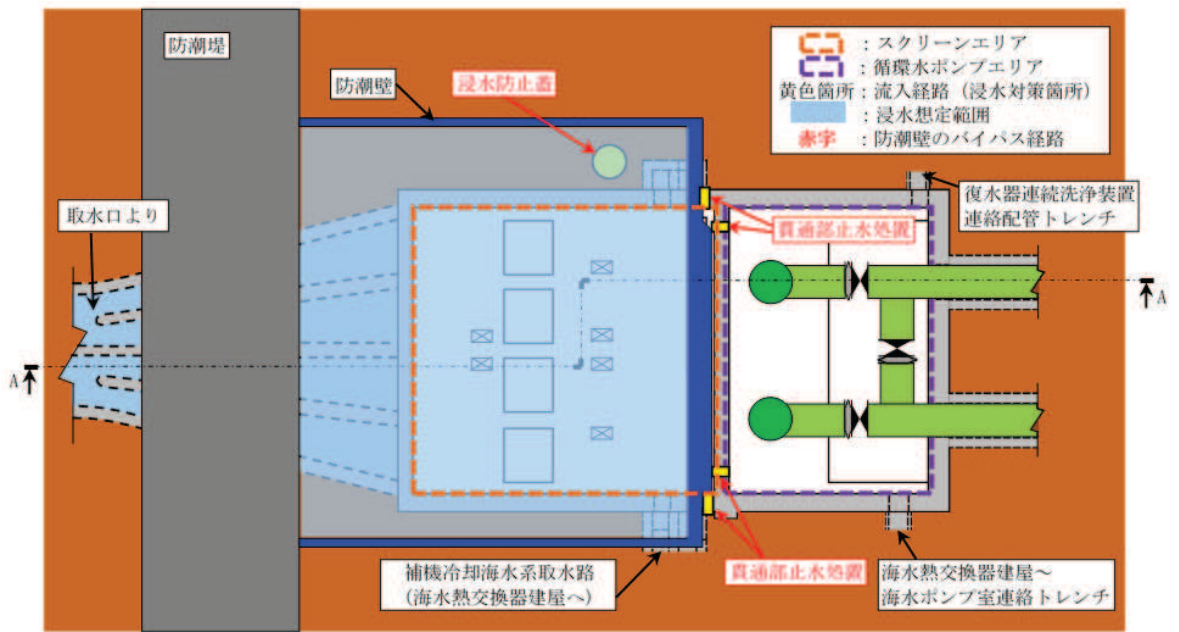 防潮堤
防潮壁
浸水防止蓋
：スクリーンエリア
：循環水ポンプエリア
黄色箇所：流入経路（浸水対策箇所）
：浸水想定範囲
赤字：防潮壁のバイパス経路
取水口より
復水器連続洗浄装置
連絡配管トレンチ
貫通部止水処置
A
A
補機冷却海水系取水路
(海水熱交換器建屋へ)
貫通部止水処置
海水熱交換器建屋～
海水ポンプ室連絡トレンチ